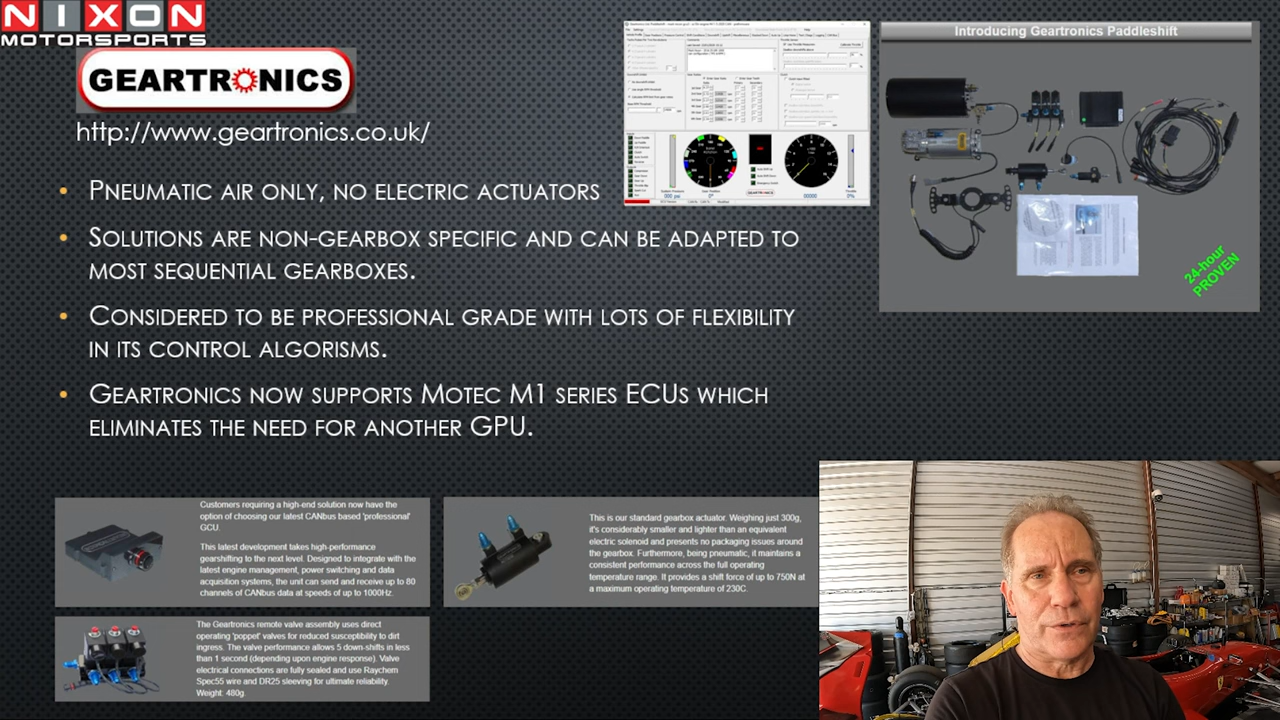 NIXON
MOTORSPORTS
GEARTRONICS
http://www.geartronics.co.uk/
Introducing Geartronics Paddleshift
24-hour
PROVEN
• PNEUMATIC AIR ONLY, NO ELECTRIC ACTUATORS
• SOLUTIONS ARE NON-GEARBOX SPECIFIC AND CAN BE ADAPTED TO
MOST SEQUENTIAL GEARBOXES.
• CONSIDERED TO BE PROFESSIONAL GRADE WITH LOTS OF FLEXIBILITY
IN ITS CONTROL ALGORISMS.
• GEARTRONICS NOW SUPPORTS MOTEC M1 SERIES ECUS WHICH
ELIMINATES THE NEED FOR ANOTHER GPU.
Customers requiring a high-end solution now have the
option of choosing our latest CANbus based 'professional'
GCU.
This latest development takes high-performance
gearshifting to the next level. Designed to integrate with the
latest engine management, power switching and data
acquisition systems, the unit can send and receive up to 80
channels of CANbus data at speeds of up to 1000Hz.
This is our standard gearbox actuator. Weighing just 300g,
it's considerably smaller and lighter than an equivalent
electric solenoid and presents no packaging issues around
the gearbox. Furthermore, being pneumatic, it maintains a
consistent performance across the full operating
temperature range. It provides a shift force of up to 750N at
a maximum operating temperature of 230C.
The Geartronics remote valve assembly uses direct
operating 'poppet' valves for reduced susceptibility to dirt
ingress. The valve performance allows 5 down-shifts in less
than 1 second (depending upon engine response). Valve
electrical connections are fully sealed and use Raychem
Spec55 wire and DR25 sleeving for ultimate reliability.
Weight: 480g.